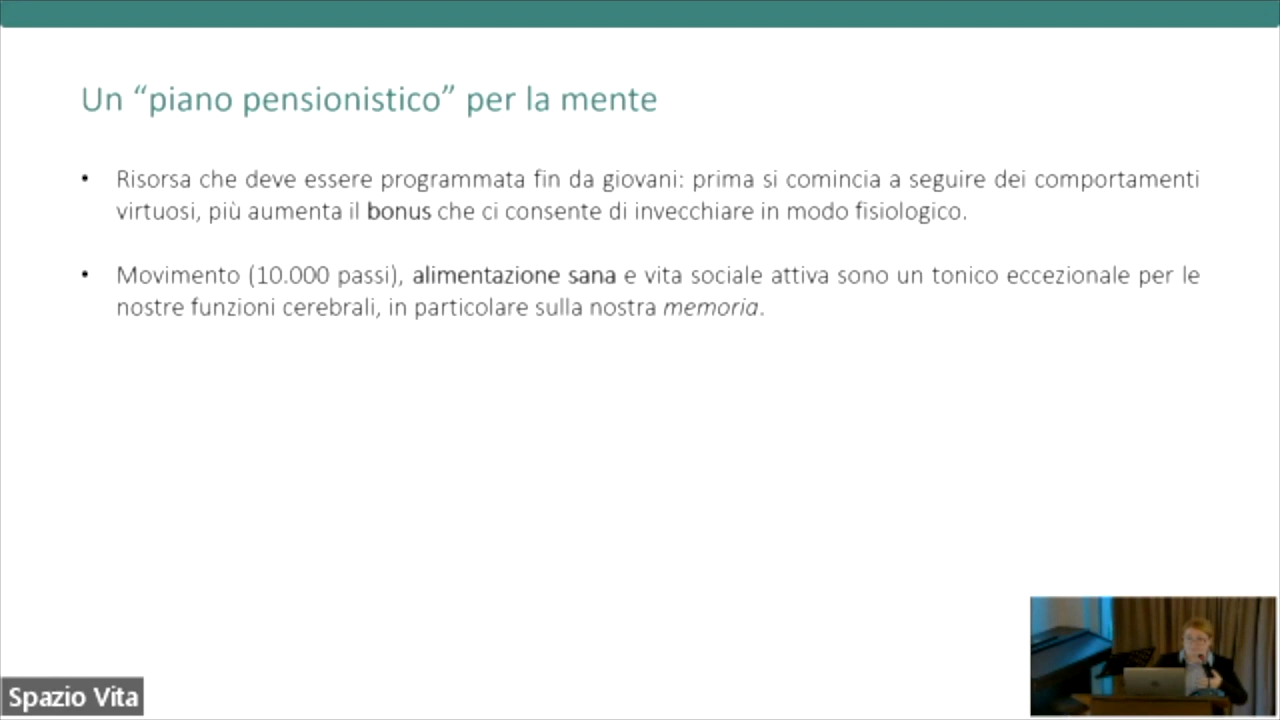 Un “piano pensionistico” per la mente
• Risorsa che deve essere programmata fin da giovani: prima si comincia a seguire dei comportamenti
virtuosi, più aumenta il bonus che ci consente di invecchiare in modo fisiologico.
• Movimento (10.000 passi), alimentazione sana e vita sociale attiva sono un tonico eccezionale per le
nostre funzioni cerebrali, in particolare sulla nostra memoria.
Spazio Vita